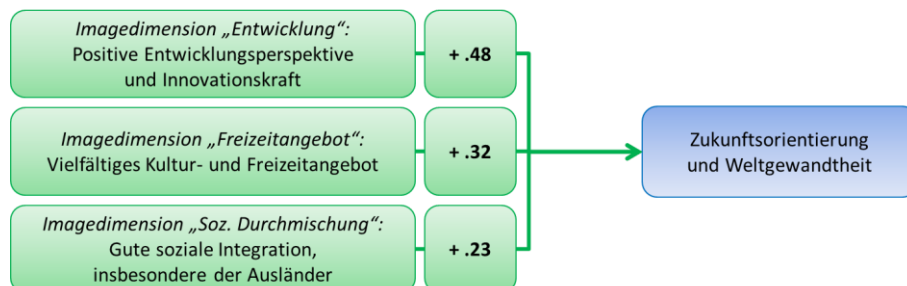 Imagedimension „Entwicklung“:
Positive Entwicklungsperspektive
und Innovationskraft
+ .48
Imagedimension „Freizeitangebot“:
Vielfältiges Kultur- und Freizeitangebot
+ .32
Imagedimension „Soz. Durchmischung“:
Gute soziale Integration,
insbesondere der Ausländer
+ .23
Zukunftsorientierung
und Weltgewandtheit